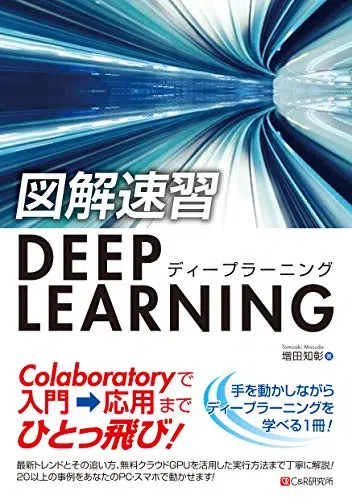 図解速習
DEEP ディープラーニング
LEARNING
Tomoaki Masuda
増田知彰 著
Colaboratoryで
入門➡応用まで
ひとっ飛び!
手を動かしながら
ディープラーニングを
学べる1冊!
最新トレンドとその追い方、無料クラウドGPUを活用した実行方法まで丁寧に解説!
20以上の事例をあなたのPC・スマホで動かせます!
C&R研究所